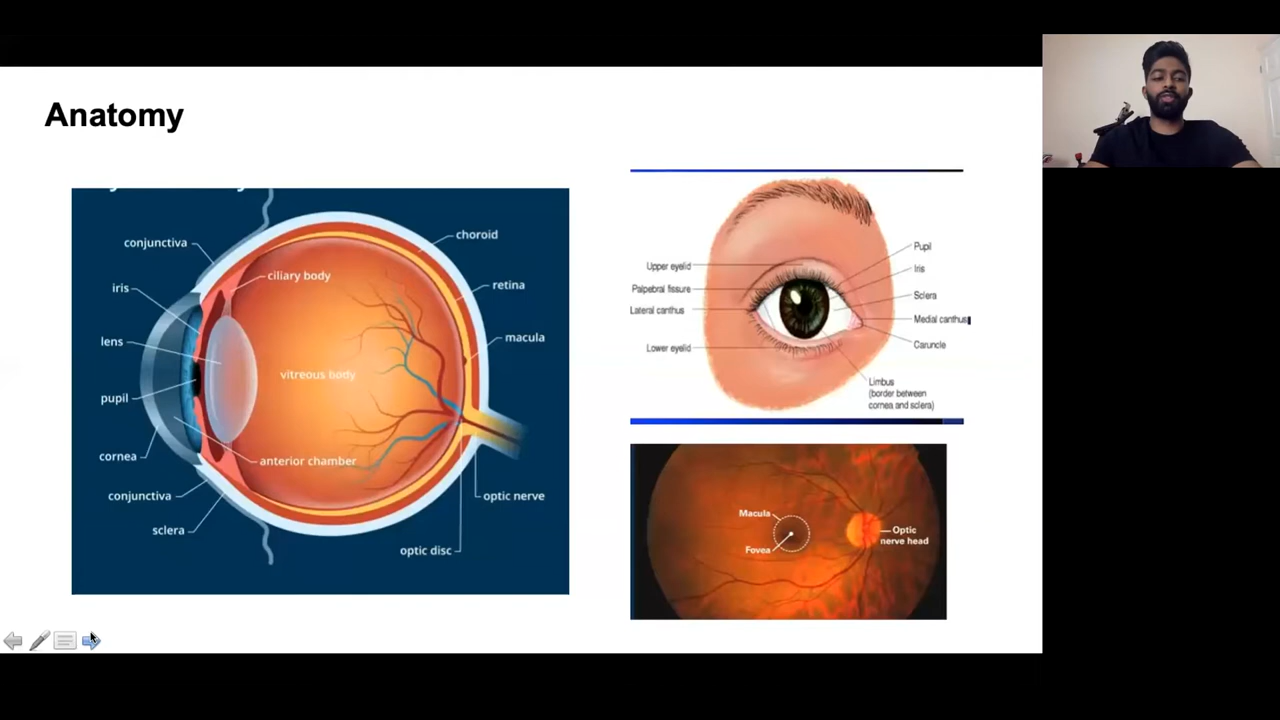 Anatomy
conjunctiva
iris
lens
pupil
cornea
conjunctiva
sclera
ciliary body
vitreous body
anterior chamber
choroid
retina
macula
optic nerve
optic disc
Upper eyelid
Palpebral fissure
Lateral canthus
Lower eyelid
Pupil
Iris
Sclera
Medial canthus
Caruncle
Limbus
(border between
cornea and sclera)
Macula
Fovea
Optic
nerve head